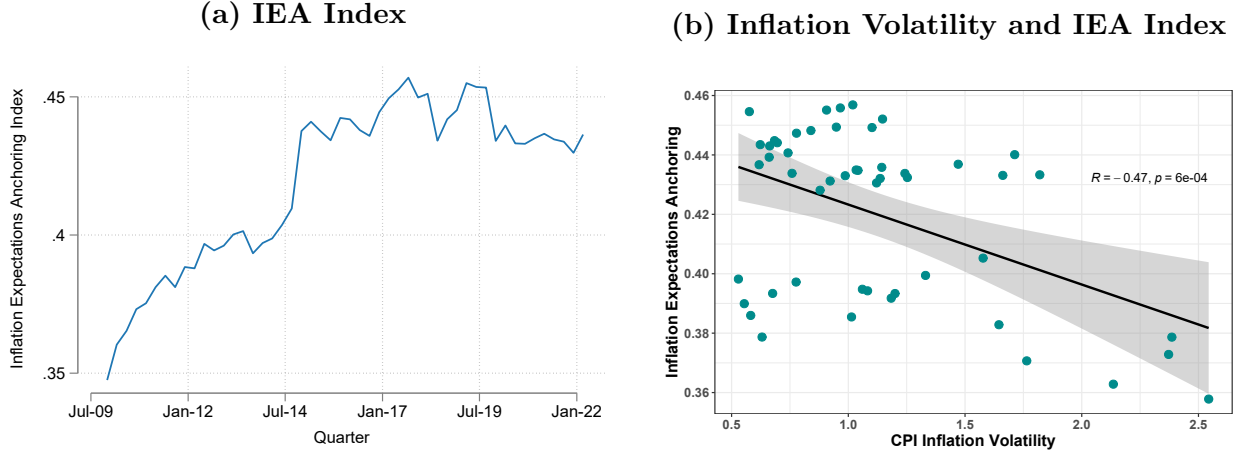 (a) IEA Index
Inflation Expectations Anchoring Index
.45
.4
.35
Jul-09 Jan-12 Jul-14 Jan-17 Jul-19 Jan-22
Quarter
(b) Inflation Volatility and IEA Index
Inflation Expectations Anchoring
0.46
0.44
0.42
0.40
0.38
0.36
R = − 0.47, p = 6e-04
0.5 1.0 1.5 2.0 2.5
CPI Inflation Volatility